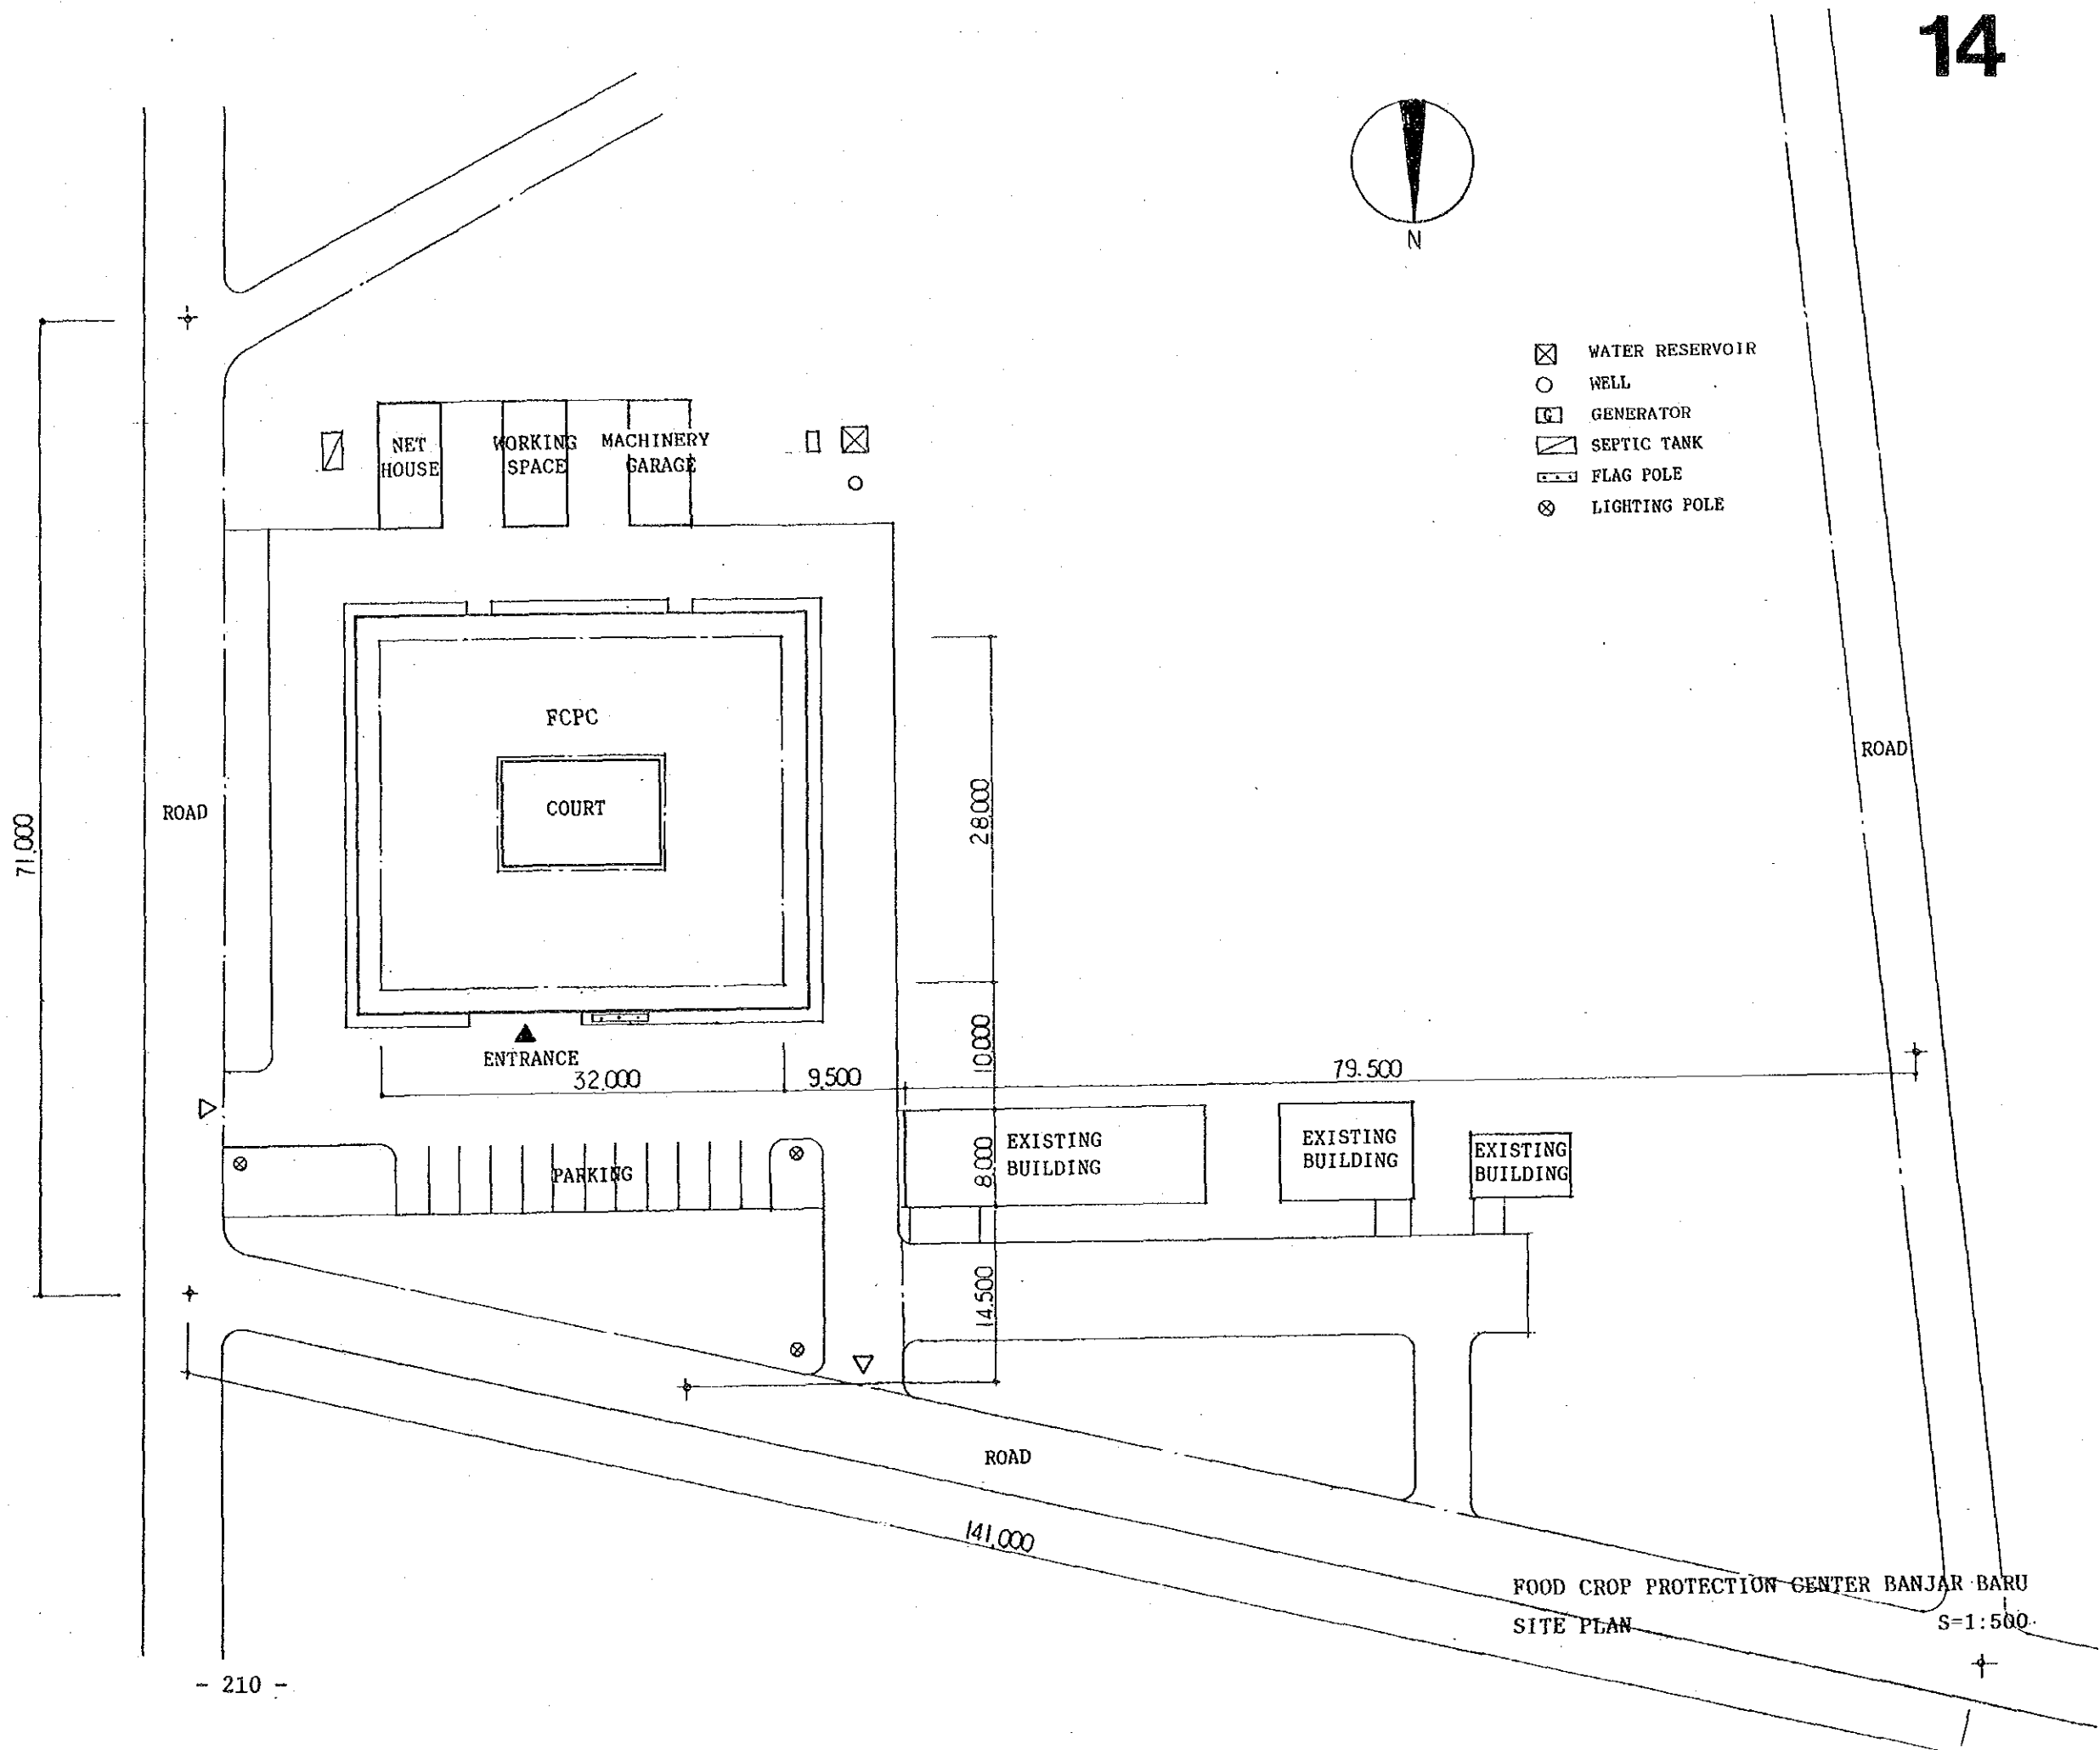 14
N
WATER RESERVOIR
WELL
G GENERATOR
SEPTIC TANK
FLAG POLE
LIGHTING POLE
NET HOUSE
WORKING SPACE
MACHINERY GARAGE
FCPC
COURT
ROAD
ROAD
71.000
28.000
10.000
8.000
14.500
ENTRANCE
32.000
9.500
79.500
PARKING
EXISTING BUILDING
EXISTING BUILDING
EXISTING BUILDING
ROAD
141.000
FOOD CROP PROTECTION CENTER BANJAR BARU
SITE PLAN
S=1:500
- 210 -